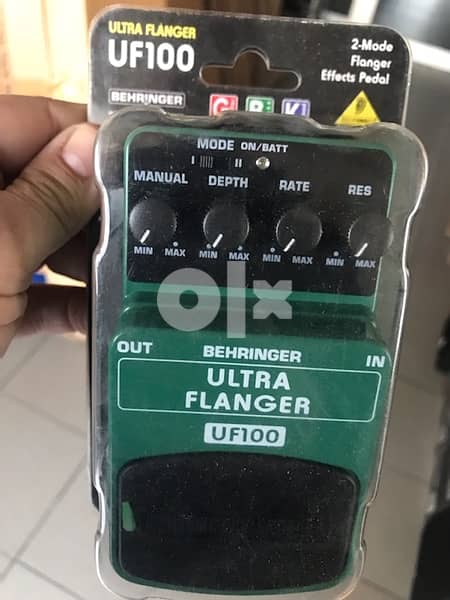 ULTRA FLANGER
UF100
2-Mode
Flanger
Effects Pedal
BEHRINGER
G B K
MODE ON/BATT
I II
MANUAL DEPTH RATE RES
MIN MAX MIN MAX MIN MAX MIN MAX
olx
OUT BEHRINGER IN
ULTRA
FLANGER
UF100